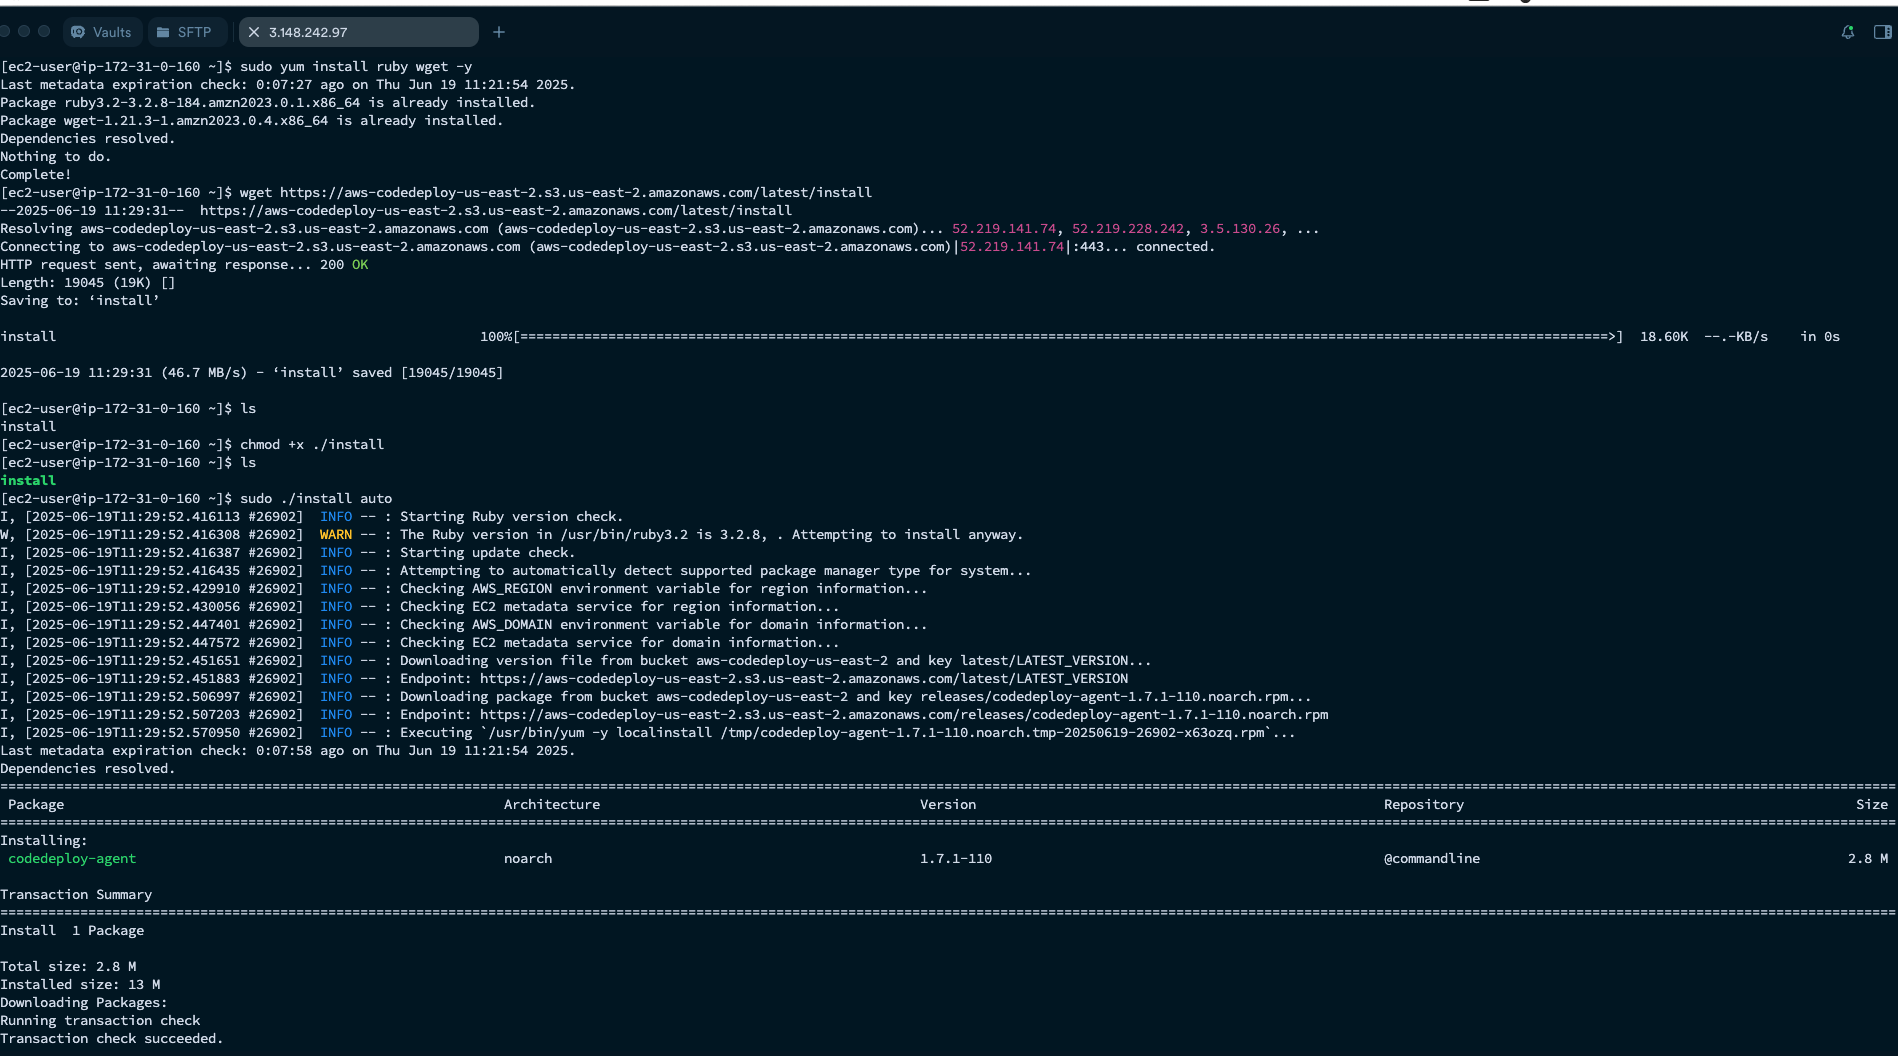 Vaults SFTP 3.148.242.97
[ec2-user@ip-172-31-0-160 ~]$ sudo yum install ruby wget -y
Last metadata expiration check: 0:07:27 ago on Thu Jun 19 11:21:54 2025.
Package ruby3.2-3.2.8-184.amzn2023.0.1.x86_64 is already installed.
Package wget-1.21.3-1.amzn2023.0.4.x86_64 is already installed.
Dependencies resolved.
Nothing to do.
Complete!
[ec2-user@ip-172-31-0-160 ~]$ wget https://aws-codedeploy-us-east-2.s3.us-east-2.amazonaws.com/latest/install
--2025-06-19 11:29:31--  https://aws-codedeploy-us-east-2.s3.us-east-2.amazonaws.com/latest/install
Resolving aws-codedeploy-us-east-2.s3.us-east-2.amazonaws.com (aws-codedeploy-us-east-2.s3.us-east-2.amazonaws.com)... 52.219.141.74, 52.219.228.242, 3.5.130.26, ...
Connecting to aws-codedeploy-us-east-2.s3.us-east-2.amazonaws.com (aws-codedeploy-us-east-2.s3.us-east-2.amazonaws.com)|52.219.141.74|:443... connected.
HTTP request sent, awaiting response... 200 OK
Length: 19045 (19K) []
Saving to: ‘install’
install 100%[=======================================>] 18.60K --.-KB/s in 0s
2025-06-19 11:29:31 (46.7 MB/s) - ‘install’ saved [19045/19045]
[ec2-user@ip-172-31-0-160 ~]$ ls
install
[ec2-user@ip-172-31-0-160 ~]$ chmod +x ./install
[ec2-user@ip-172-31-0-160 ~]$ ls
install
[ec2-user@ip-172-31-0-160 ~]$ sudo ./install auto
I, [2025-06-19T11:29:52.416113 #26902]  INFO -- : Starting Ruby version check.
W, [2025-06-19T11:29:52.416308 #26902]  WARN -- : The Ruby version in /usr/bin/ruby3.2 is 3.2.8, . Attempting to install anyway.
I, [2025-06-19T11:29:52.416387 #26902]  INFO -- : Starting update check.
I, [2025-06-19T11:29:52.416435 #26902]  INFO -- : Attempting to automatically detect supported package manager type for system...
I, [2025-06-19T11:29:52.429910 #26902]  INFO -- : Checking AWS_REGION environment variable for region information...
I, [2025-06-19T11:29:52.430056 #26902]  INFO -- : Checking EC2 metadata service for region information...
I, [2025-06-19T11:29:52.447401 #26902]  INFO -- : Checking AWS_DOMAIN environment variable for domain information...
I, [2025-06-19T11:29:52.447572 #26902]  INFO -- : Checking EC2 metadata service for domain information...
I, [2025-06-19T11:29:52.451651 #26902]  INFO -- : Downloading version file from bucket aws-codedeploy-us-east-2 and key latest/LATEST_VERSION...
I, [2025-06-19T11:29:52.451883 #26902]  INFO -- : Endpoint: https://aws-codedeploy-us-east-2.s3.us-east-2.amazonaws.com/latest/LATEST_VERSION
I, [2025-06-19T11:29:52.506997 #26902]  INFO -- : Downloading package from bucket aws-codedeploy-us-east-2 and key releases/codedeploy-agent-1.7.1-110.noarch.rpm...
I, [2025-06-19T11:29:52.507203 #26902]  INFO -- : Endpoint: https://aws-codedeploy-us-east-2.s3.us-east-2.amazonaws.com/releases/codedeploy-agent-1.7.1-110.noarch.rpm
I, [2025-06-19T11:29:52.570950 #26902]  INFO -- : Executing `/usr/bin/yum -y localinstall /tmp/codedeploy-agent-1.7.1-110.noarch.tmp-20250619-26902-x63ozq.rpm`...
Last metadata expiration check: 0:07:58 ago on Thu Jun 19 11:21:54 2025.
Dependencies resolved.
================================================================================
Package Architecture Version Repository Size
================================================================================
Installing:
codedeploy-agent noarch 1.7.1-110 @commandline 2.8 M
Transaction Summary
================================================================================
Install  1 Package
Total size: 2.8 M
Installed size: 13 M
Downloading Packages:
Running transaction check
Transaction check succeeded.